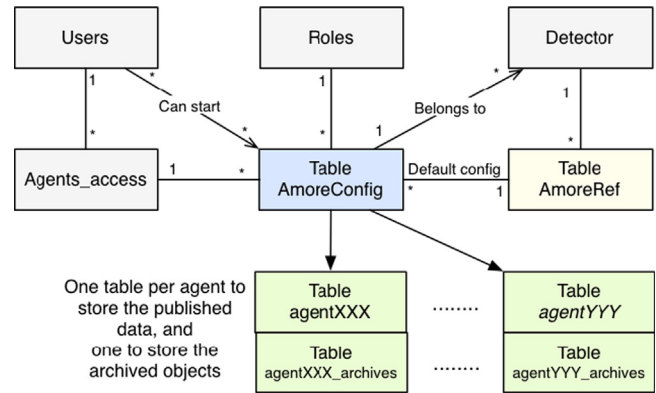 Users
Roles
Detector
1
*
1
*
1
Can start
Belongs to
*
*
*
1
*
Agents_access
1
*
Table
AmoreConfig
Default config
*
1
Table
AmoreRef
One table per agent to
store the published
data, and
one to store the
archived objects
Table
agentXXX
........
Table
agentYYY
Table
agentXXX_archives
........
Table
agentYYY_archives